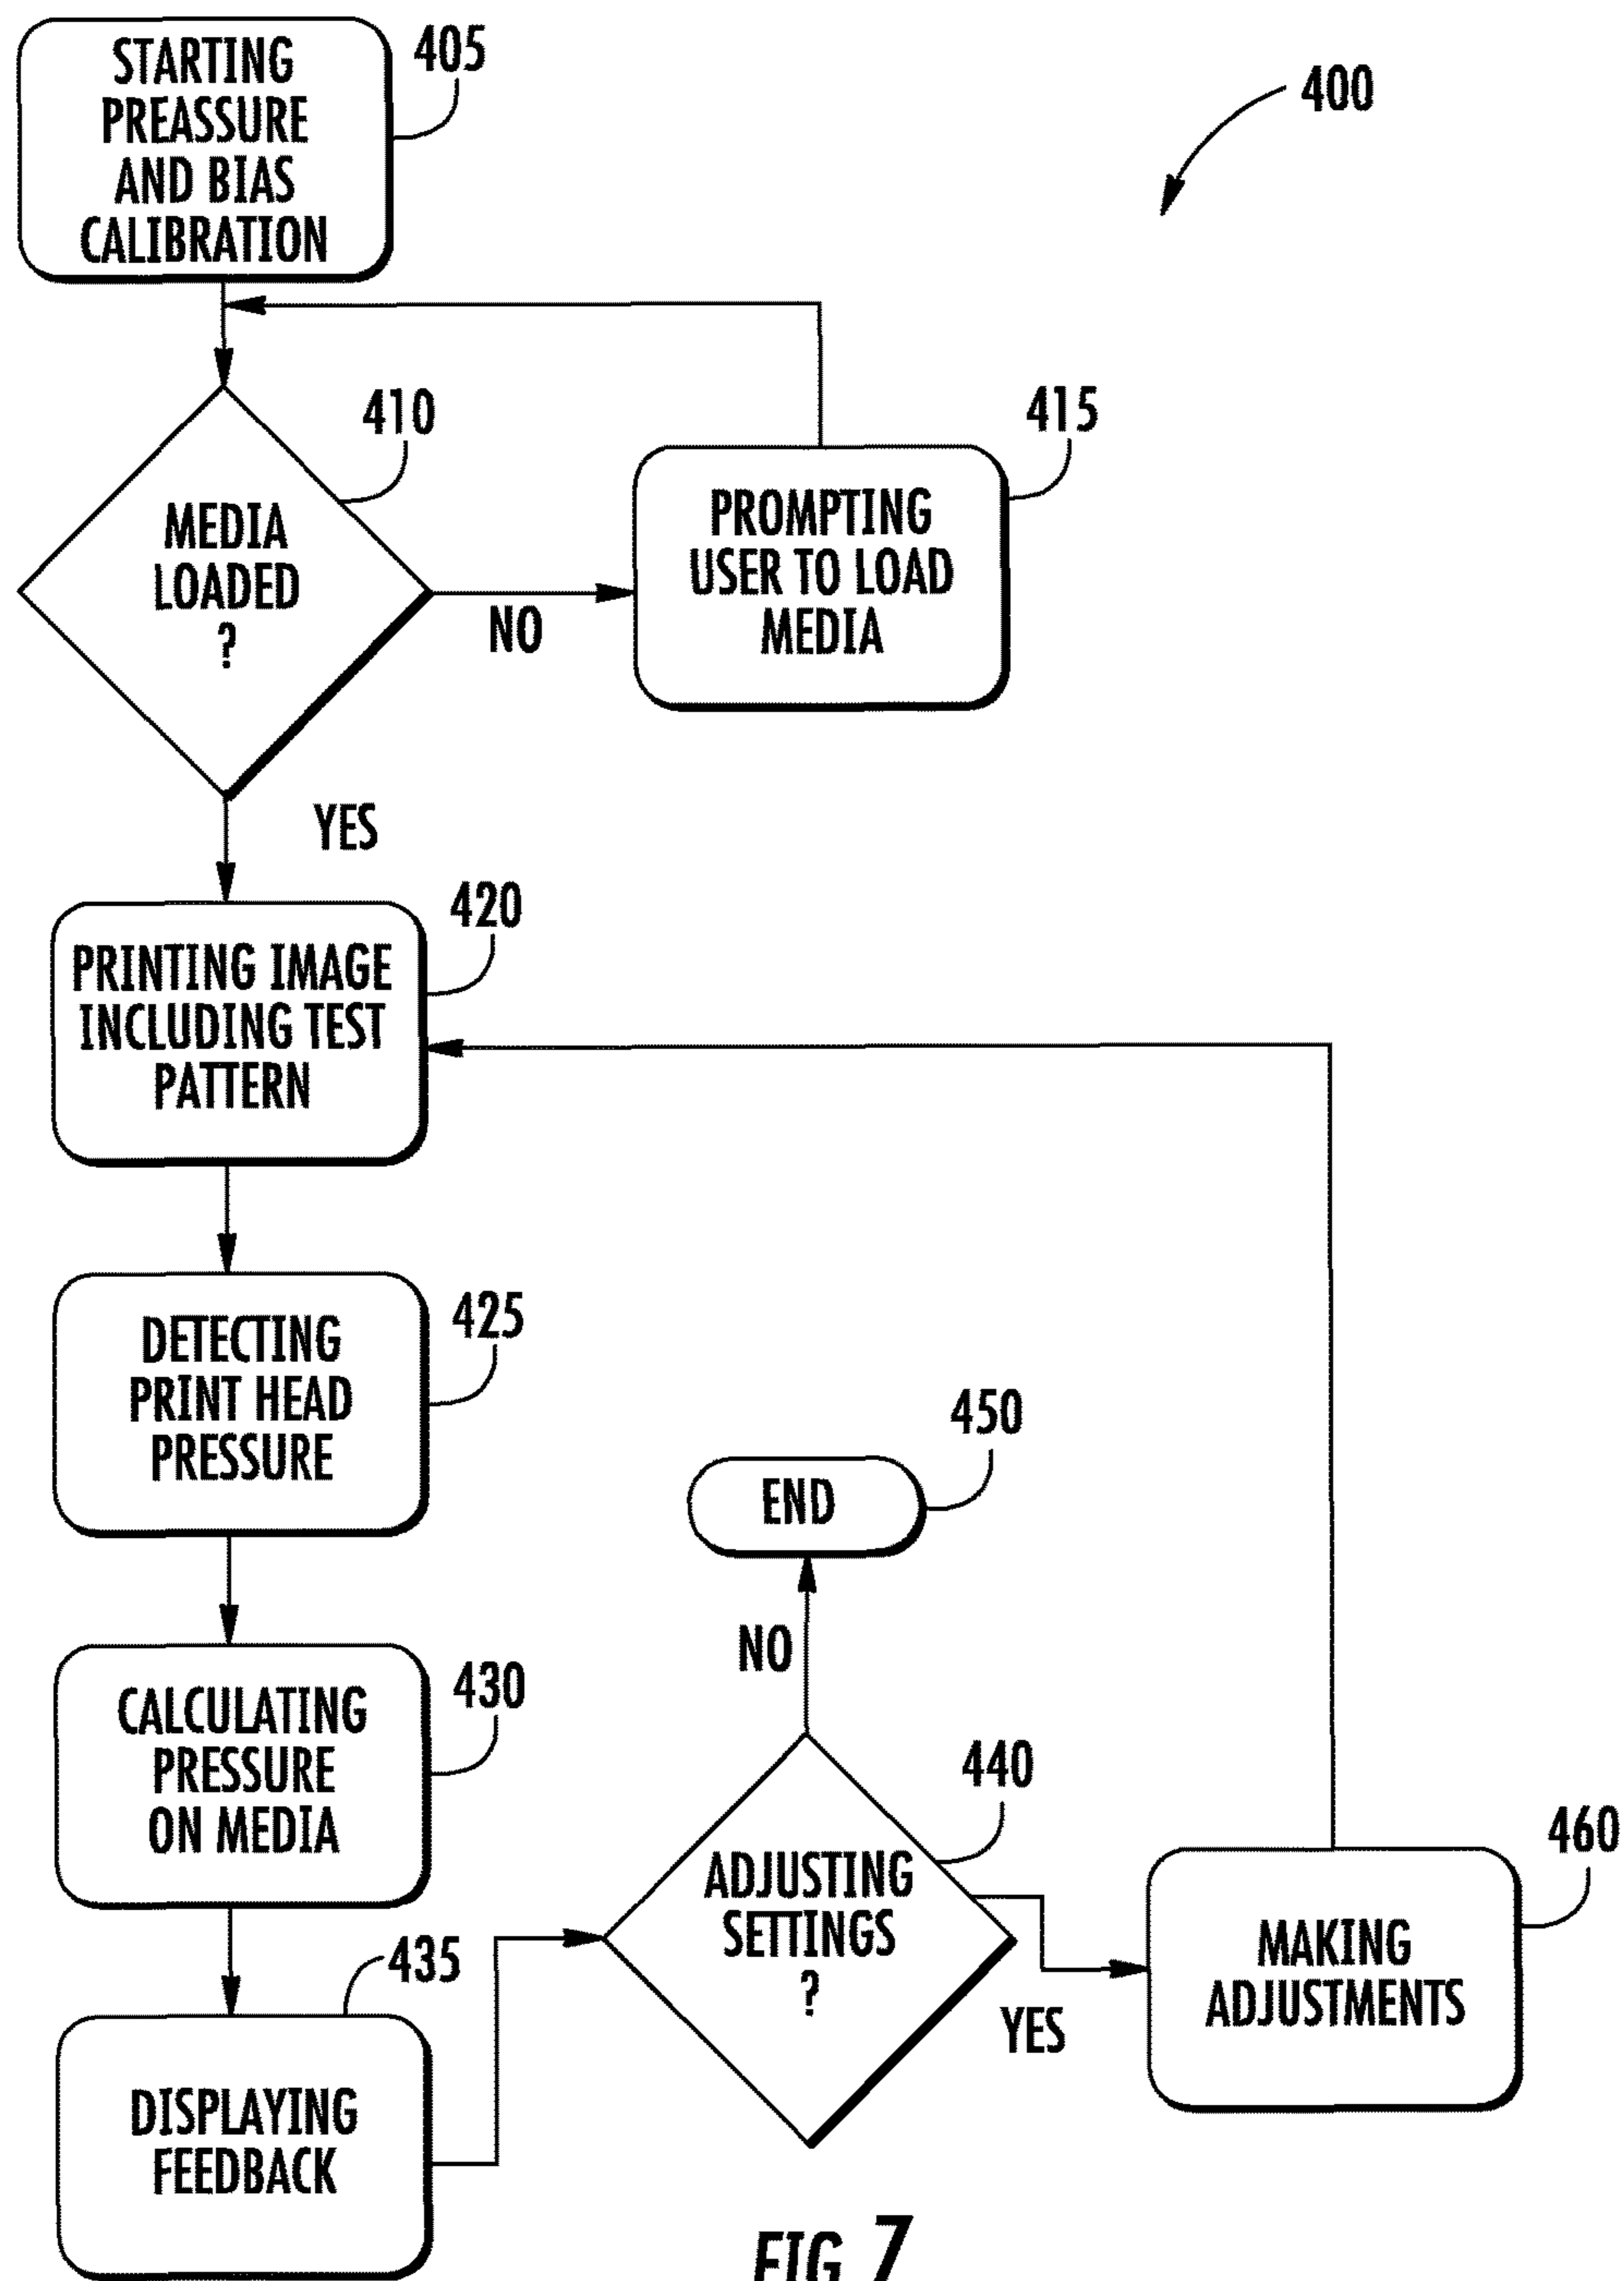 STARTING
PREASSURE
AND BIAS
CALIBRATION
405
400
MEDIA
LOADED
?
410
NO
PROMPTING
USER TO LOAD
MEDIA
415
YES
PRINTING IMAGE
INCLUDING TEST
PATTERN
420
DETECTING
PRINT HEAD
PRESSURE
425
CALCULATING
PRESSURE
ON MEDIA
430
DISPLAYING
FEEDBACK
435
ADJUSTING
SETTINGS
?
440
NO
END
450
YES
MAKING
ADJUSTMENTS
460
FIG 7